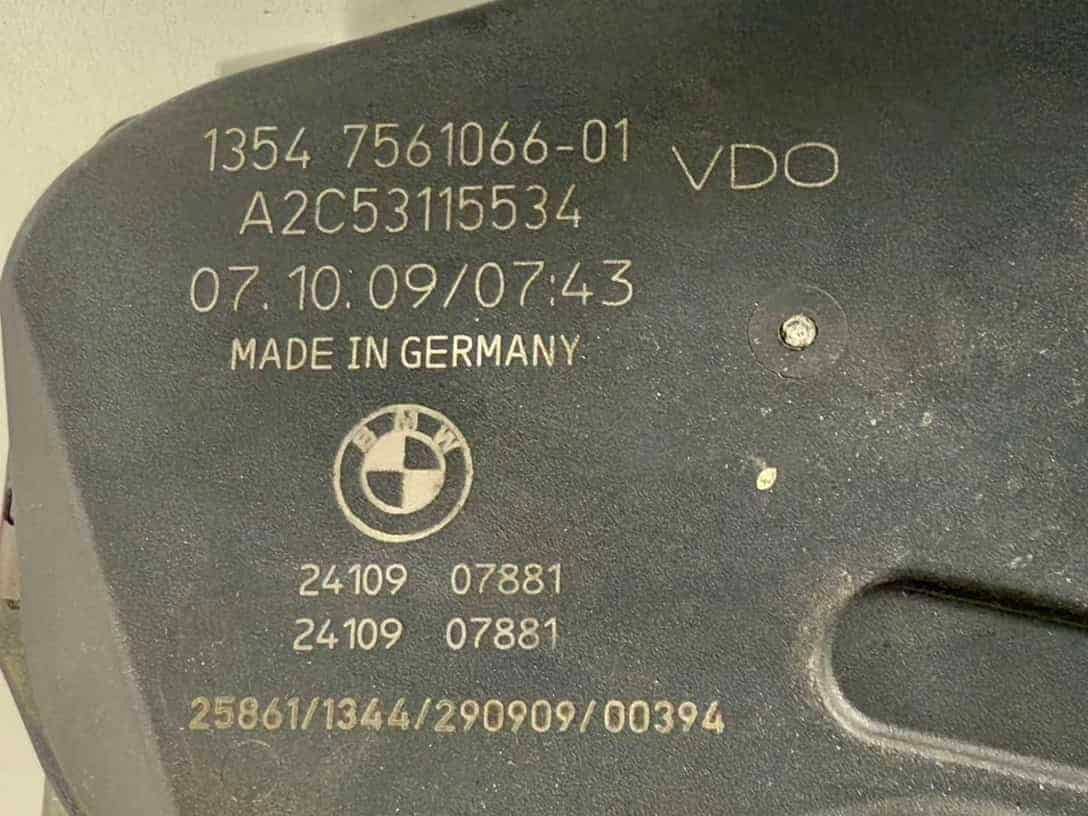 1354 7561066-01
VDO
A2C53115534
07.10.09/07:43
MADE IN GERMANY
BMW
24109 07881
24109 07881
25861/1344/290909/00394